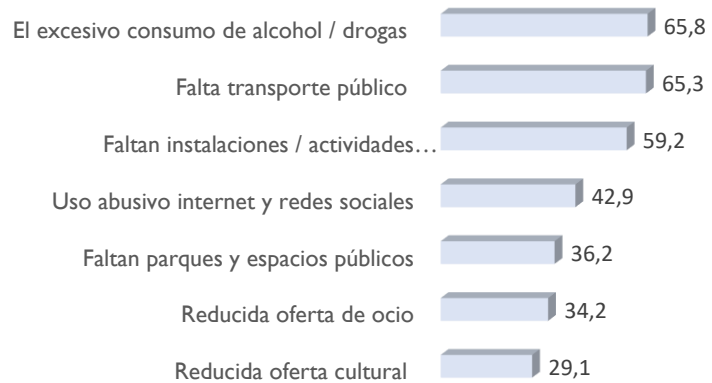 El excesivo consumo de alcohol / drogas 65,8
Falta transporte público 65,3
Faltan instalaciones / actividades… 59,2
Uso abusivo internet y redes sociales 42,9
Faltan parques y espacios públicos 36,2
Reducida oferta de ocio 34,2
Reducida oferta cultural 29,1